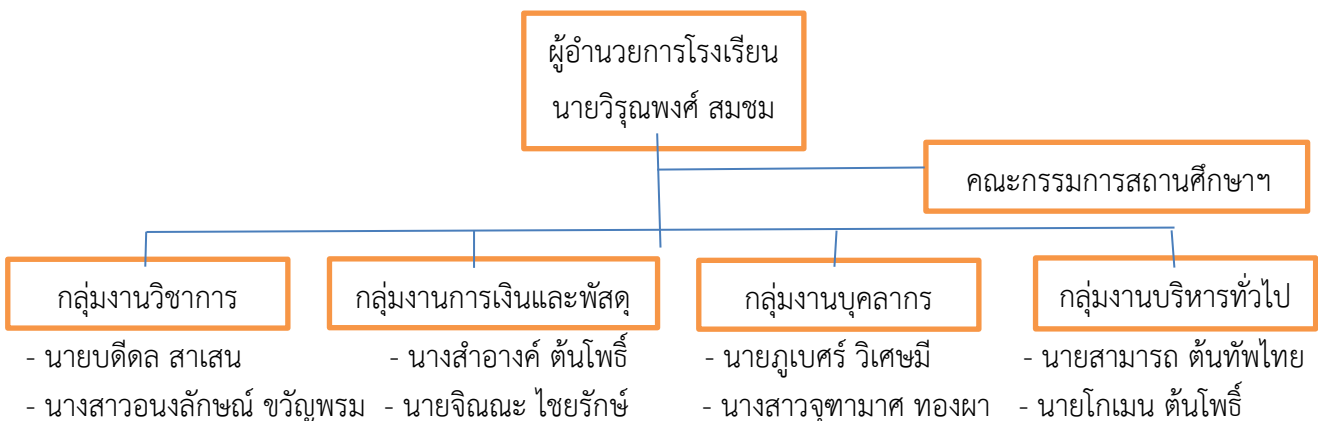 ผู้อำนวยการโรงเรียน
นายวิรุณพงศ์ สมชม
คณะกรรมการสถานศึกษาฯ
กลุ่มงานวิชาการ
- นายบดีดล สาเสน
- นางสาวอนงลักษณ์ ขวัญพรม
กลุ่มงานการเงินและพัสดุ
- นางสำอางค์ ต้นโพธิ์
- นายจิณณะ ไชยรักษ์
กลุ่มงานบุคลากร
- นายภูเบศร์ วิเศษมี
- นางสาวจุฑามาศ ทองผา
กลุ่มงานบริหารทั่วไป
- นายสามารถ ต้นทัพไทย
- นายโกเมน ต้นโพธิ์